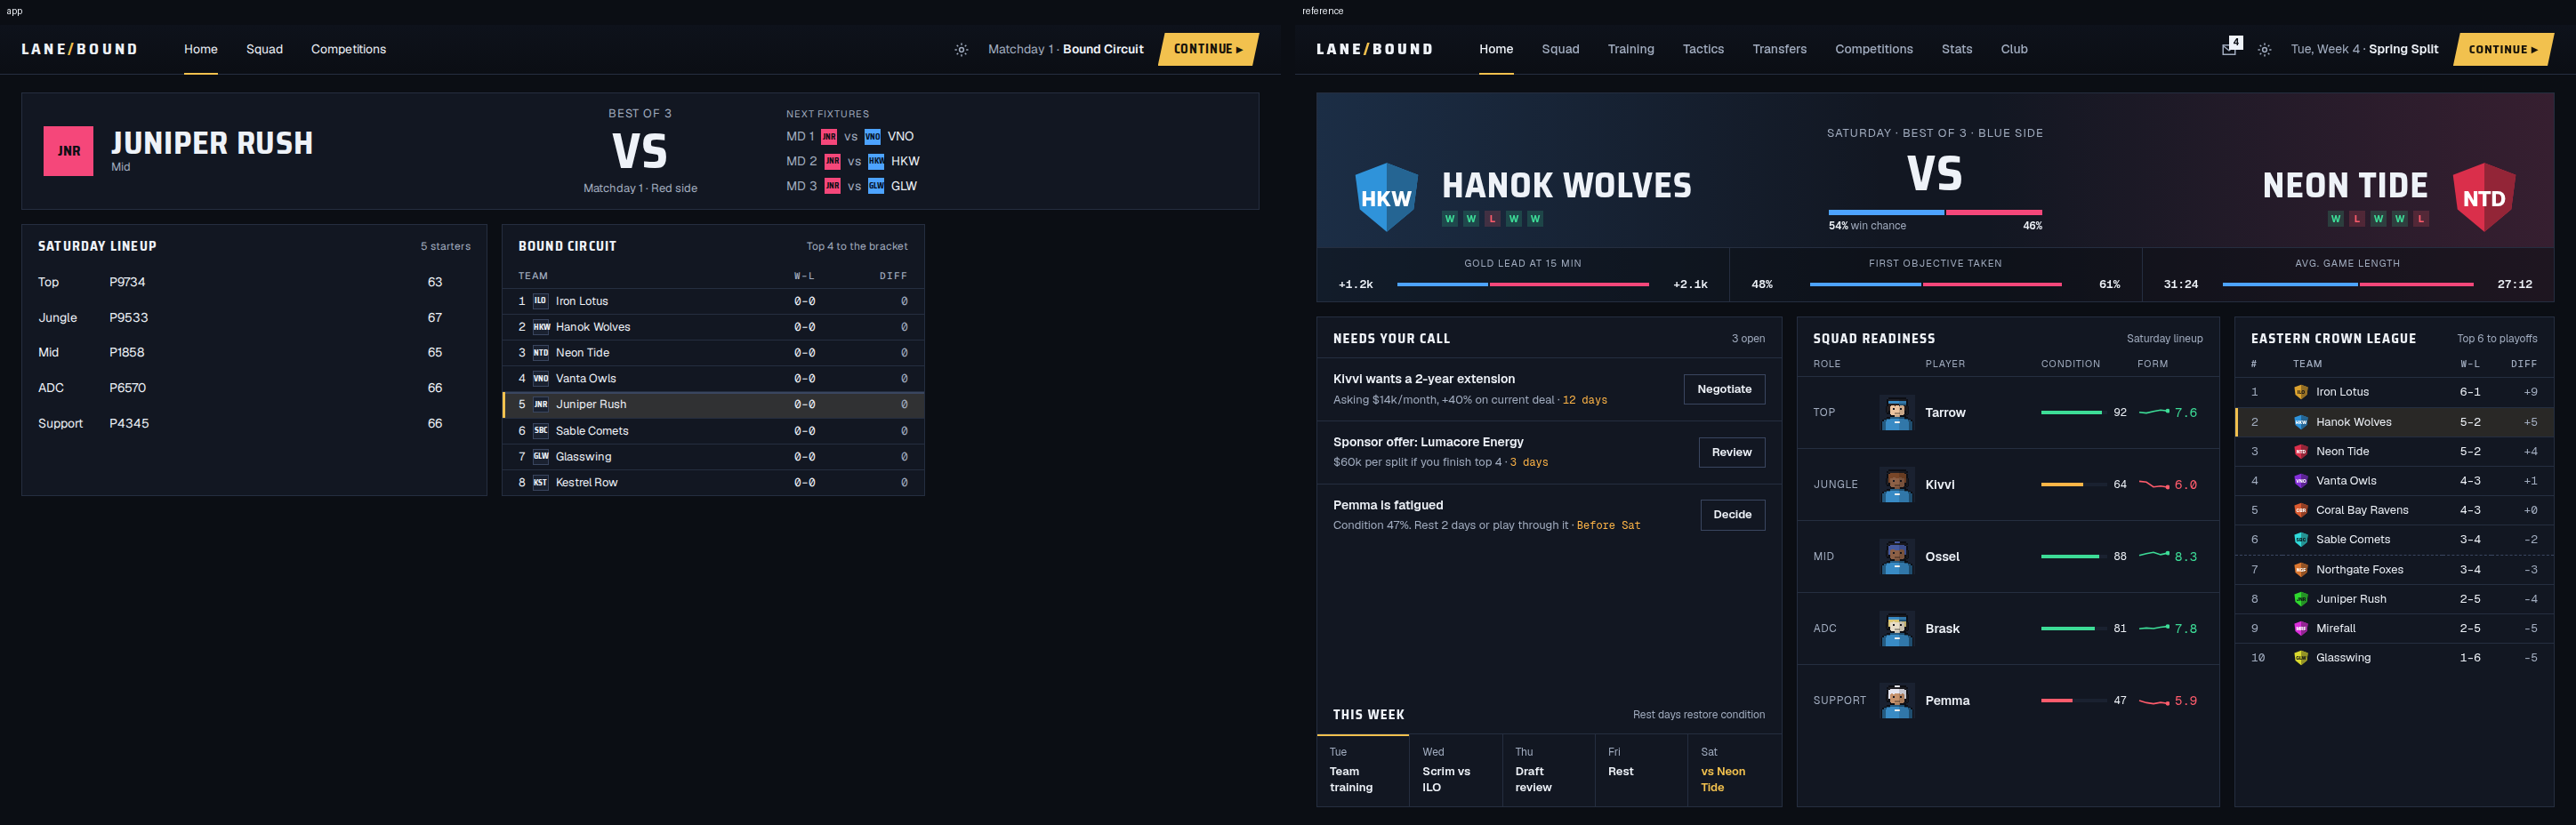 app
LANE/BOUND
Home
Squad
Competitions
Matchday 1 · Bound Circuit
CONTINUE ▸
JNR
JUNIPER RUSH
Mid
BEST OF 3
VS
Matchday 1 · Red side
NEXT FIXTURES
MD 1 JNR vs VNO VNO
MD 2 JNR vs HKW HKW
MD 3 JNR vs GLW GLW
SATURDAY LINEUP
5 starters
Top P9734 63
Jungle P9533 67
Mid P1858 65
ADC P6570 66
Support P4345 66
BOUND CIRCUIT
Top 4 to the bracket
TEAM W-L DIFF
1 ILO Iron Lotus 0-0 0
2 HKW Hanok Wolves 0-0 0
3 NTD Neon Tide 0-0 0
4 VNO Vanta Owls 0-0 0
5 JNR Juniper Rush 0-0 0
6 SBC Sable Comets 0-0 0
7 GLW Glasswing 0-0 0
8 KST Kestrel Row 0-0 0
reference
LANE/BOUND
Home
Squad
Training
Tactics
Transfers
Competitions
Stats
Club
4
Tue, Week 4 · Spring Split
CONTINUE ▸
HKW
HANOK WOLVES
W W L W W
SATURDAY · BEST OF 3 · BLUE SIDE
VS
54% win chance 46%
NEON TIDE
W L W W L
NTD
GOLD LEAD AT 15 MIN
+1.2k +2.1k
FIRST OBJECTIVE TAKEN
48% 61%
AVG. GAME LENGTH
31:24 27:12
NEEDS YOUR CALL
3 open
Kivvi wants a 2-year extension
Asking $14k/month, +40% on current deal · 12 days
Negotiate
Sponsor offer: Lumacore Energy
$60k per split if you finish top 4 · 3 days
Review
Pemma is fatigued
Condition 47%. Rest 2 days or play through it · Before Sat
Decide
THIS WEEK
Rest days restore condition
Tue
Team
training
Wed
Scrim vs
ILO
Thu
Draft
review
Fri
Rest
Sat
vs Neon
Tide
SQUAD READINESS
Saturday lineup
ROLE PLAYER CONDITION FORM
TOP Tarrow 92 7.6
JUNGLE Kivvi 64 6.0
MID Ossel 88 8.3
ADC Brask 81 7.8
SUPPORT Pemma 47 5.9
EASTERN CROWN LEAGUE
Top 6 to playoffs
# TEAM W-L DIFF
1 Iron Lotus 6-1 +9
2 HKW Hanok Wolves 5-2 +5
3 NTD Neon Tide 5-2 +4
4 VNO Vanta Owls 4-3 +1
5 Coral Bay Ravens 4-3 +0
6 Sable Comets 3-4 -2
7 Northgate Foxes 3-4 -3
8 Juniper Rush 2-5 -4
9 Mirefall 2-5 -5
10 Glasswing 1-6 -5